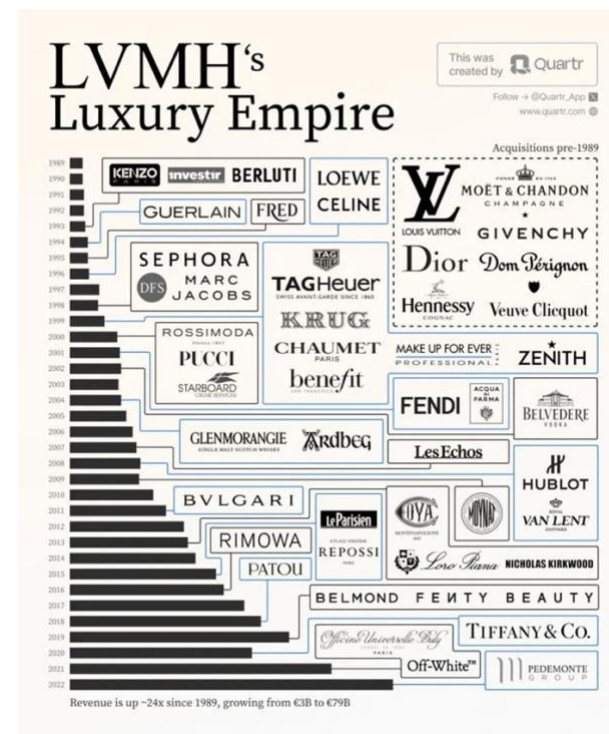 LVMH's
Luxury Empire
This was
created by
Quartr
Follow → @Quartr_App
www.quartr.com
Acquisitions pre-1989
1989
1990
1991
1992
1993
1994
1995
1996
1997
1998
1999
2000
2001
2002
2003
2004
2005
2006
2007
2008
2009
2010
2011
2012
2013
2014
2015
2016
2017
2018
2019
2020
2021
2022
KENZO
PARIS
investir
BERLUTI
LOEWE
CELINE
LV
LOUIS VUITTON
MOËT & CHANDON
CHAMPAGNE
GIVENCHY
Dior
Dom Pérignon
Hennessy
COGNAC
Veuve Clicquot
GUERLAIN
FRED
SEPHORA
DFS
MARC
JACOBS
TAG
TAGHeuer
SWISS AVANT-GARDE SINCE 1860
KRUG
CHAUMET
PARIS
benefit
SAN FRANCISCO
ROSSIMODA
PUCCI
STARBOARD
CRUISE SERVICES
MAKE UP FOR EVER
PROFESSIONAL
ZENITH
FENDI
ACQUA
DI
PARMA
BELVEDERE
VODKA
GLENMORANGIE
SINGLE MALT SCOTCH WHISKY
Ardbeg
Les Echos
H
HUBLOT
ROYAL
VAN LENT
BVLGARI
Le Parisien
REPOSSI
COVA
MONTENAPOLEONE
MOYNAT
RIMOWA
PATOU
Loro Piana
NICHOLAS KIRKWOOD
BELMOND
FENTY BEAUTY
Officine Universelle Buly
PARIS
TIFFANY & CO.
Off-White™
PEDEMONTE
GROUP
Revenue is up ~24x since 1989, growing from €3B to €79B